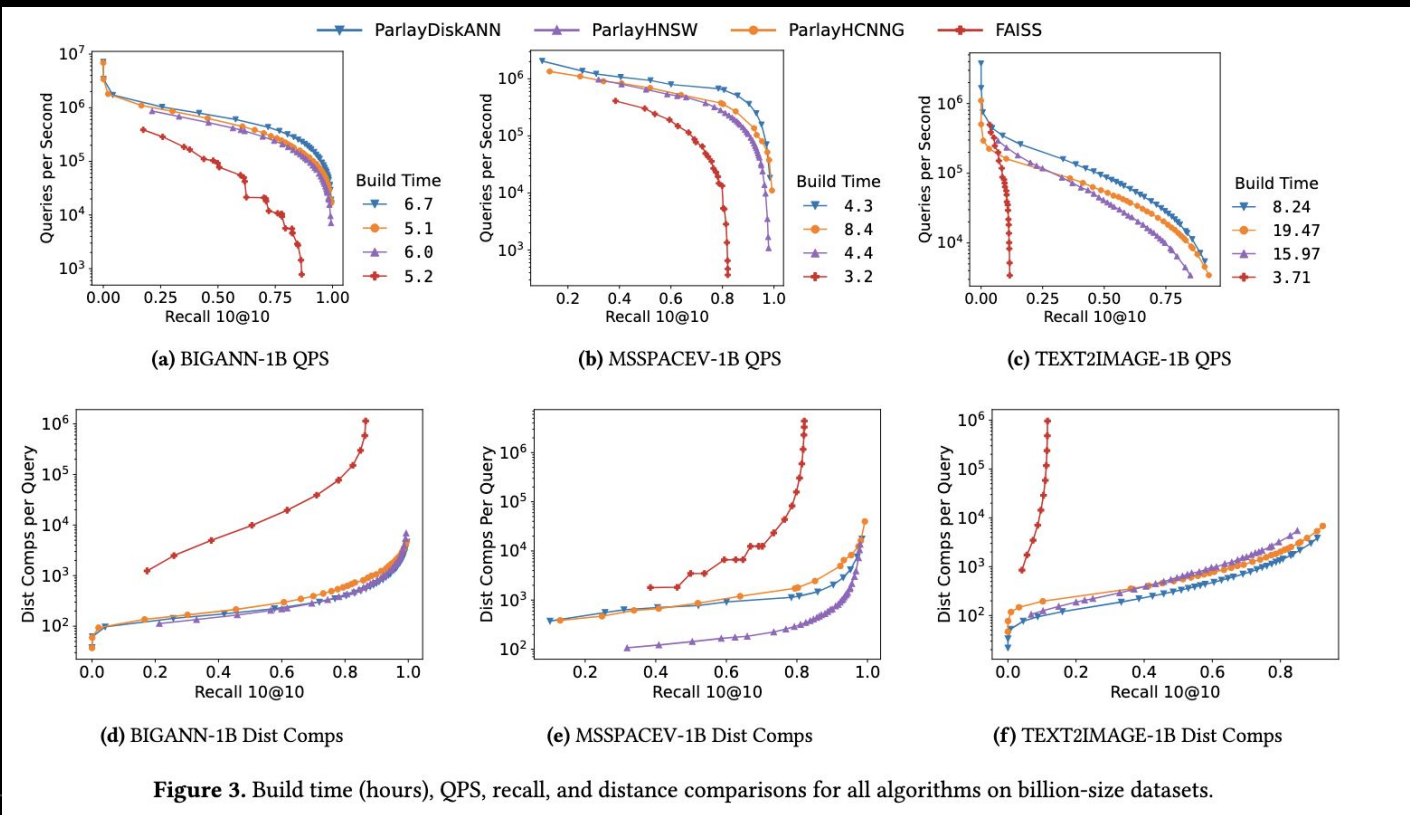 ParlayDiskANN ParlayHNSW ParlayHCNNG FAISS
10^7
10^6
10^5
10^4
10^3
Queries per Second
0.00 0.25 0.50 0.75 1.00
Recall 10@10
Build Time
6.7
5.1
6.0
5.2
(a) BIGANN-1B QPS
10^6
10^5
10^4
10^3
Queries per Second
0.2 0.4 0.6 0.8 1.0
Recall 10@10
Build Time
4.3
8.4
4.4
3.2
(b) MSSPACEV-1B QPS
10^6
10^5
10^4
Queries per Second
0.00 0.25 0.50 0.75
Recall 10@10
Build Time
8.24
19.47
15.97
3.71
(c) TEXT2IMAGE-1B QPS
10^6
10^5
10^4
10^3
10^2
Dist Comps per Query
0.0 0.2 0.4 0.6 0.8 1.0
Recall 10@10
(d) BIGANN-1B Dist Comps
10^6
10^5
10^4
10^3
10^2
Dist Comps Per Query
0.2 0.4 0.6 0.8 1.0
Recall 10@10
(e) MSSPACEV-1B Dist Comps
10^6
10^5
10^4
10^3
10^2
Dist Comps per Query
0.0 0.2 0.4 0.6 0.8
Recall 10@10
(f) TEXT2IMAGE-1B Dist Comps
Figure 3. Build time (hours), QPS, recall, and distance comparisons for all algorithms on billion-size datasets.